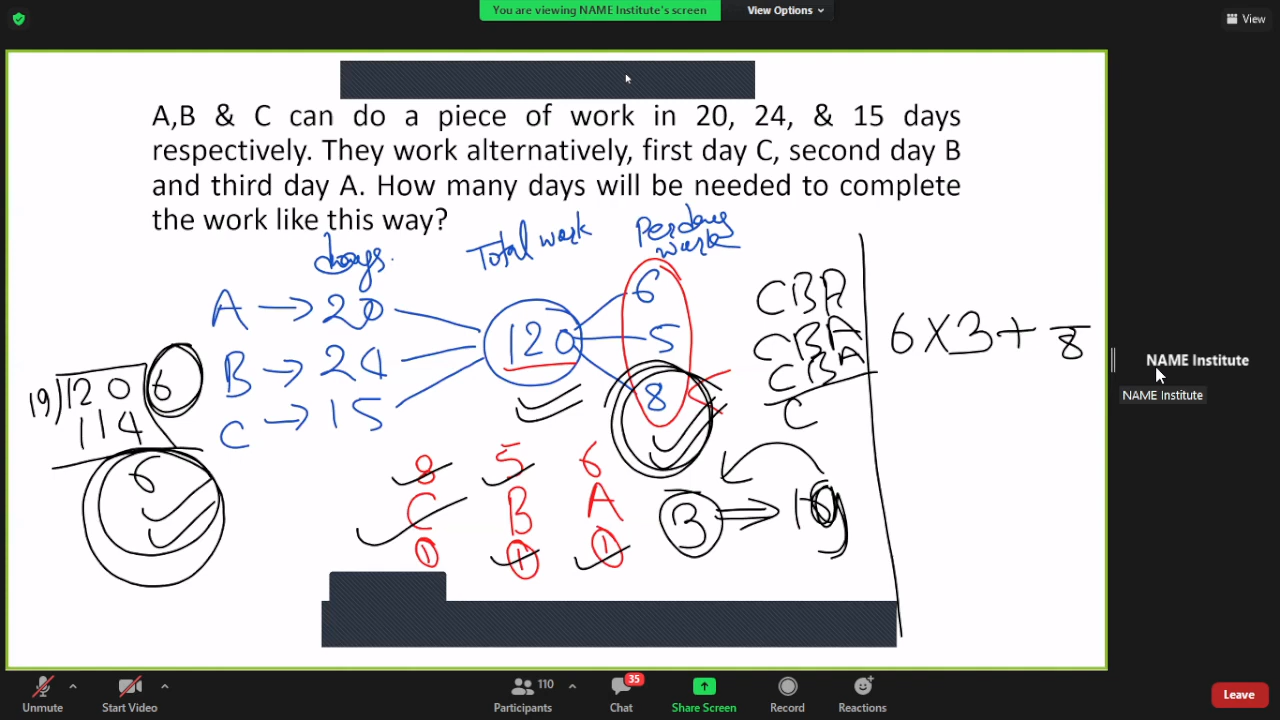 You are viewing NAME Institute's screen
View Options
View
A,B & C can do a piece of work in 20, 24, & 15 days
respectively. They work alternatively, first day C, second day B
and third day A. How many days will be needed to complete
the work like this way?
days.
Total work
Per day
work
A → 20
B → 24
C → 15
120
6
5
8
19)120(6
114
6
CBA
CBA
CBA
C
6×3+
8
8 5 6
C B A
1 1 1
3 ⇒ 19
NAME Institute
NAME Institute
Unmute
Start Video
Participants
110
Chat
35
Share Screen
Record
Reactions
Leave